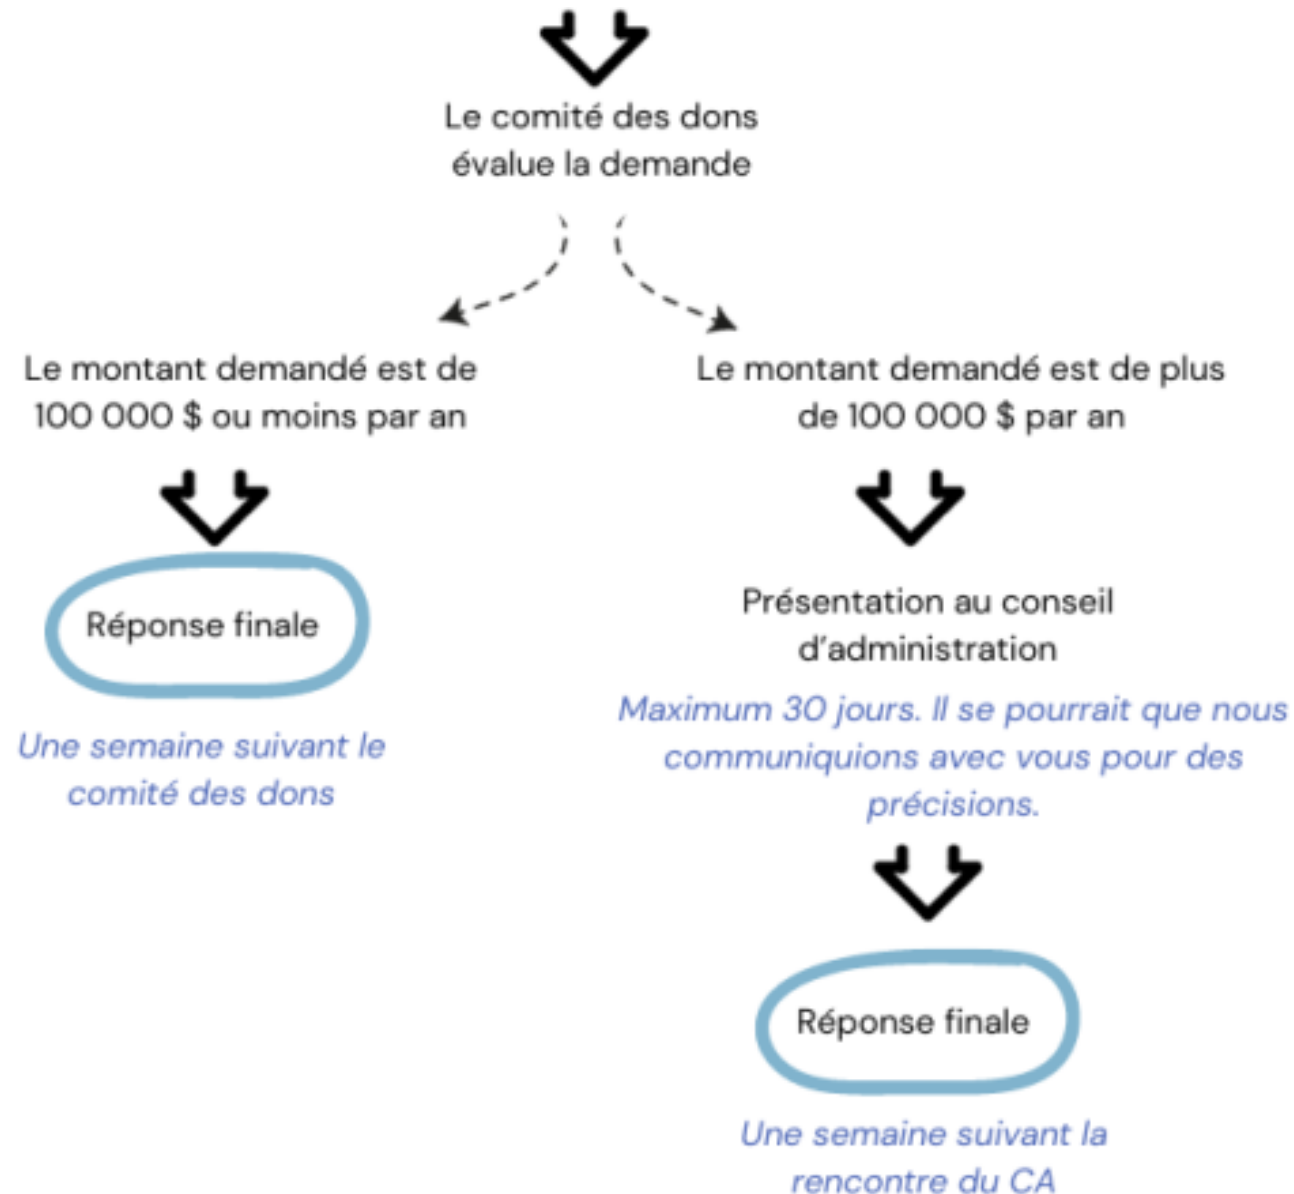 Le comité des dons
évalue la demande
Le montant demandé est de
100 000 $ ou moins par an
Réponse finale
Une semaine suivant le
comité des dons
Le montant demandé est de plus
de 100 000 $ par an
Présentation au conseil
d'administration
Maximum 30 jours. Il se pourrait que nous
communiquions avec vous pour des
précisions.
Réponse finale
Une semaine suivant la
rencontre du CA